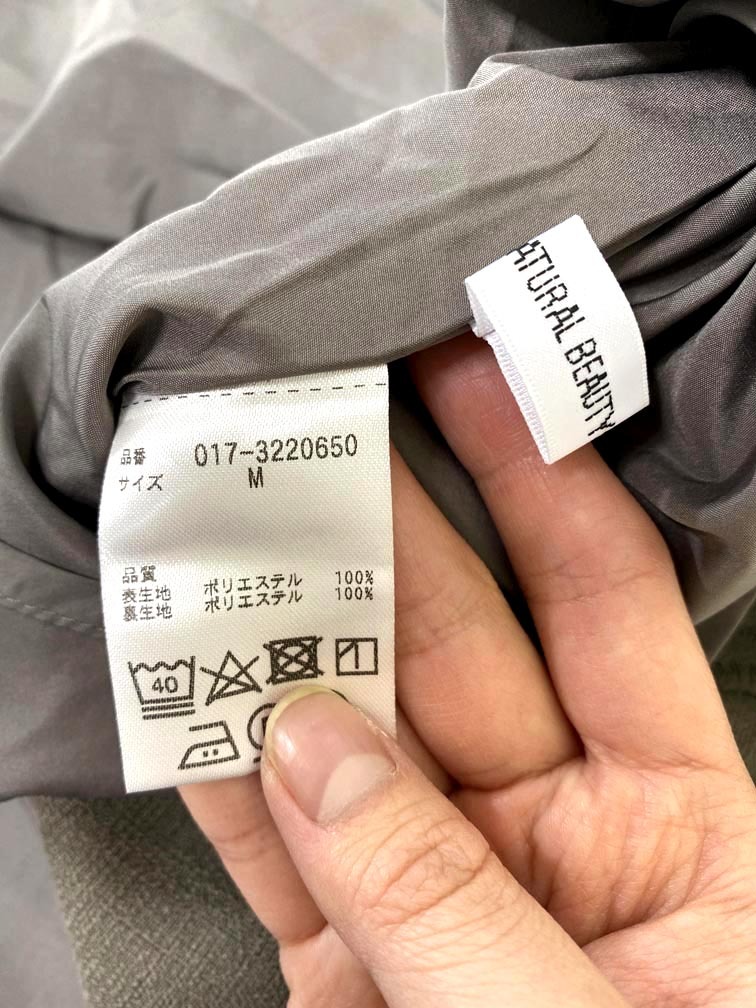 ATURAL BEAUTY
品番 017-3220650
サイズ M
品質
表生地 ポリエステル 100%
裏生地 ポリエステル 100%
40